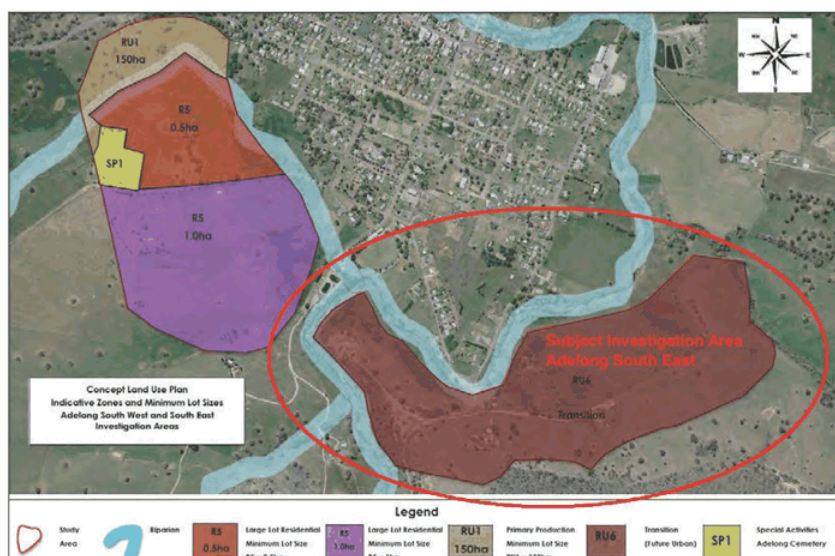 RU1
150ha
R5
0.5ha
SP1
R5
1.0ha
Subject Investigation Area
Adelong South East
RU6
Transition
Concept Land Use Plan
Indicative Zones and Minimum Lot Sizes
Adelong South West and South East
Investigation Areas
Legend
Study
Area
Riparian
R5
0.5ha
Large Lot Residential
Minimum Lot Size
R5
1.0ha
Large Lot Residential
Minimum Lot Size
RU1
150ha
Primary Production
Minimum Lot Size
RU6
Transition
(Future Urban)
SP1
Special Activities
Adelong Cemetery